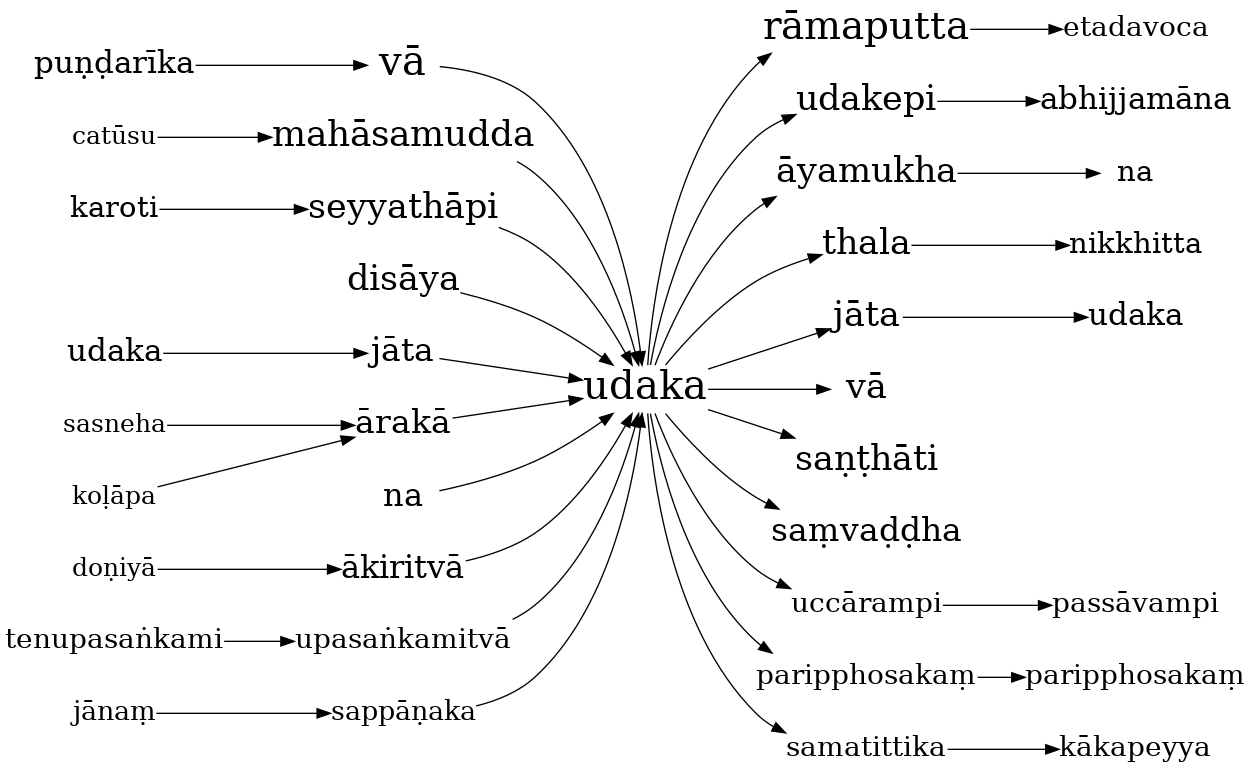 puṇḍarīka vā
catūsu mahāsamudda
karoti seyyathāpi
disāya
udaka jāta
sasneha ārakā
koḷāpa na
doṇiyā ākiritvā
tenupasaṅkami upasaṅkamitvā
jānaṃ sappāṇaka
udaka
rāmaputta etadavoca
udakepi abhijjamāna
āyamukha na
thala nikkhitta
jāta udaka
vā
saṇṭhāti
saṃvaḍḍha
uccārampi passāvampi
paripphosakaṃ paripphosakaṃ
samatittika kākapeyya